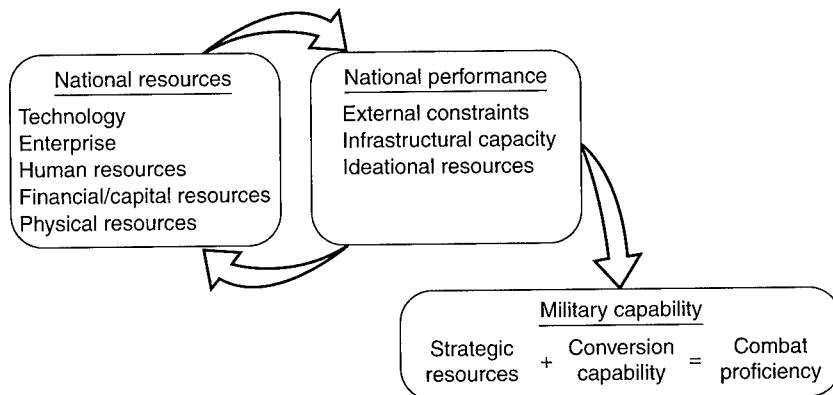 National resources
Technology
Enterprise
Human resources
Financial/capital resources
Physical resources
National performance
External constraints
Infrastructural capacity
Ideational resources
Military capability
Strategic resources + Conversion capability = Combat proficiency